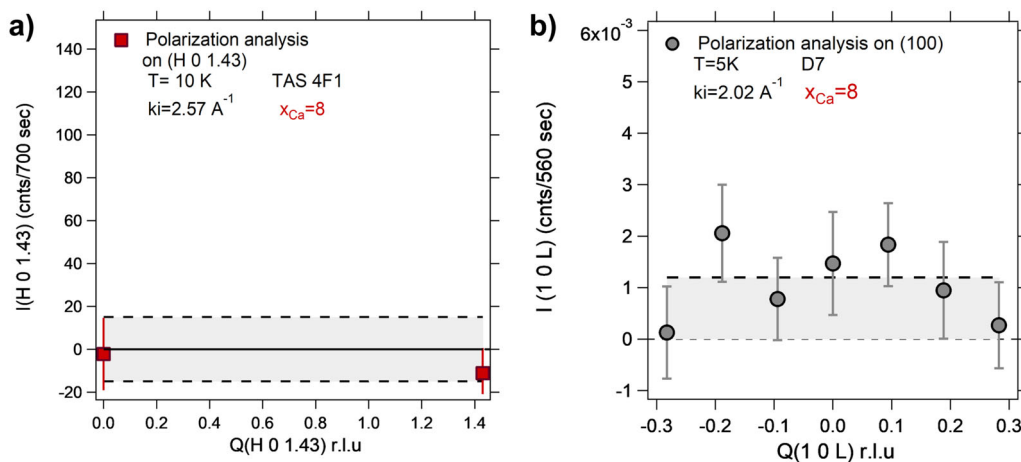 a)
Polarization analysis
on (H 0 1.43)
T= 10 K TAS 4F1
ki=2.57 A⁻¹ xCa=8
I(H 0 1.43) (cnts/700 sec)
140
120
100
80
60
40
20
0
-20
0.0 0.2 0.4 0.6 0.8 1.0 1.2 1.4
Q(H 0 1.43) r.l.u
b)
6x10⁻³
Polarization analysis on (100)
T=5K D7
ki=2.02 A⁻¹ xCa=8
I (1 0 L) (cnts/560 sec)
5
4
3
2
1
0
-1
-0.3 -0.2 -0.1 0.0 0.1 0.2 0.3
Q(1 0 L) r.l.u